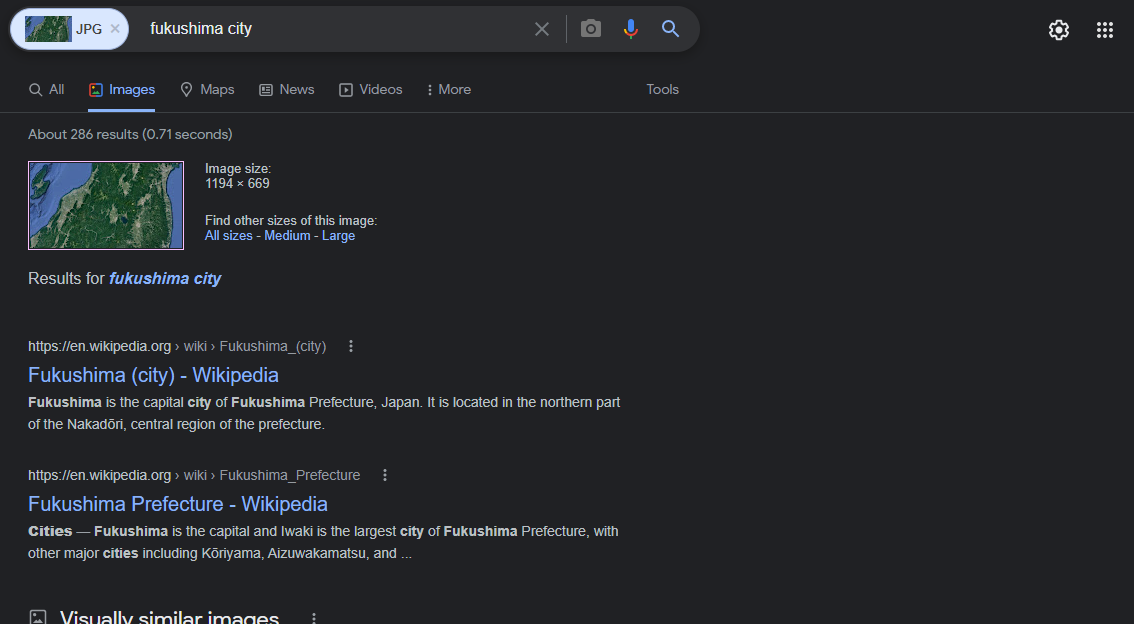 JPG × fukushima city
All Images Maps News Videos More Tools
About 286 results (0.71 seconds)
Image size:
1194 × 669
Find other sizes of this image:
All sizes - Medium - Large
Results for fukushima city
https://en.wikipedia.org › wiki › Fukushima_(city)
Fukushima (city) - Wikipedia
Fukushima is the capital city of Fukushima Prefecture, Japan. It is located in the northern part
of the Nakadōri, central region of the prefecture.
https://en.wikipedia.org › wiki › Fukushima_Prefecture
Fukushima Prefecture - Wikipedia
Cities — Fukushima is the capital and Iwaki is the largest city of Fukushima Prefecture, with
other major cities including Kōriyama, Aizuwakamatsu, and ...
Visually similar images